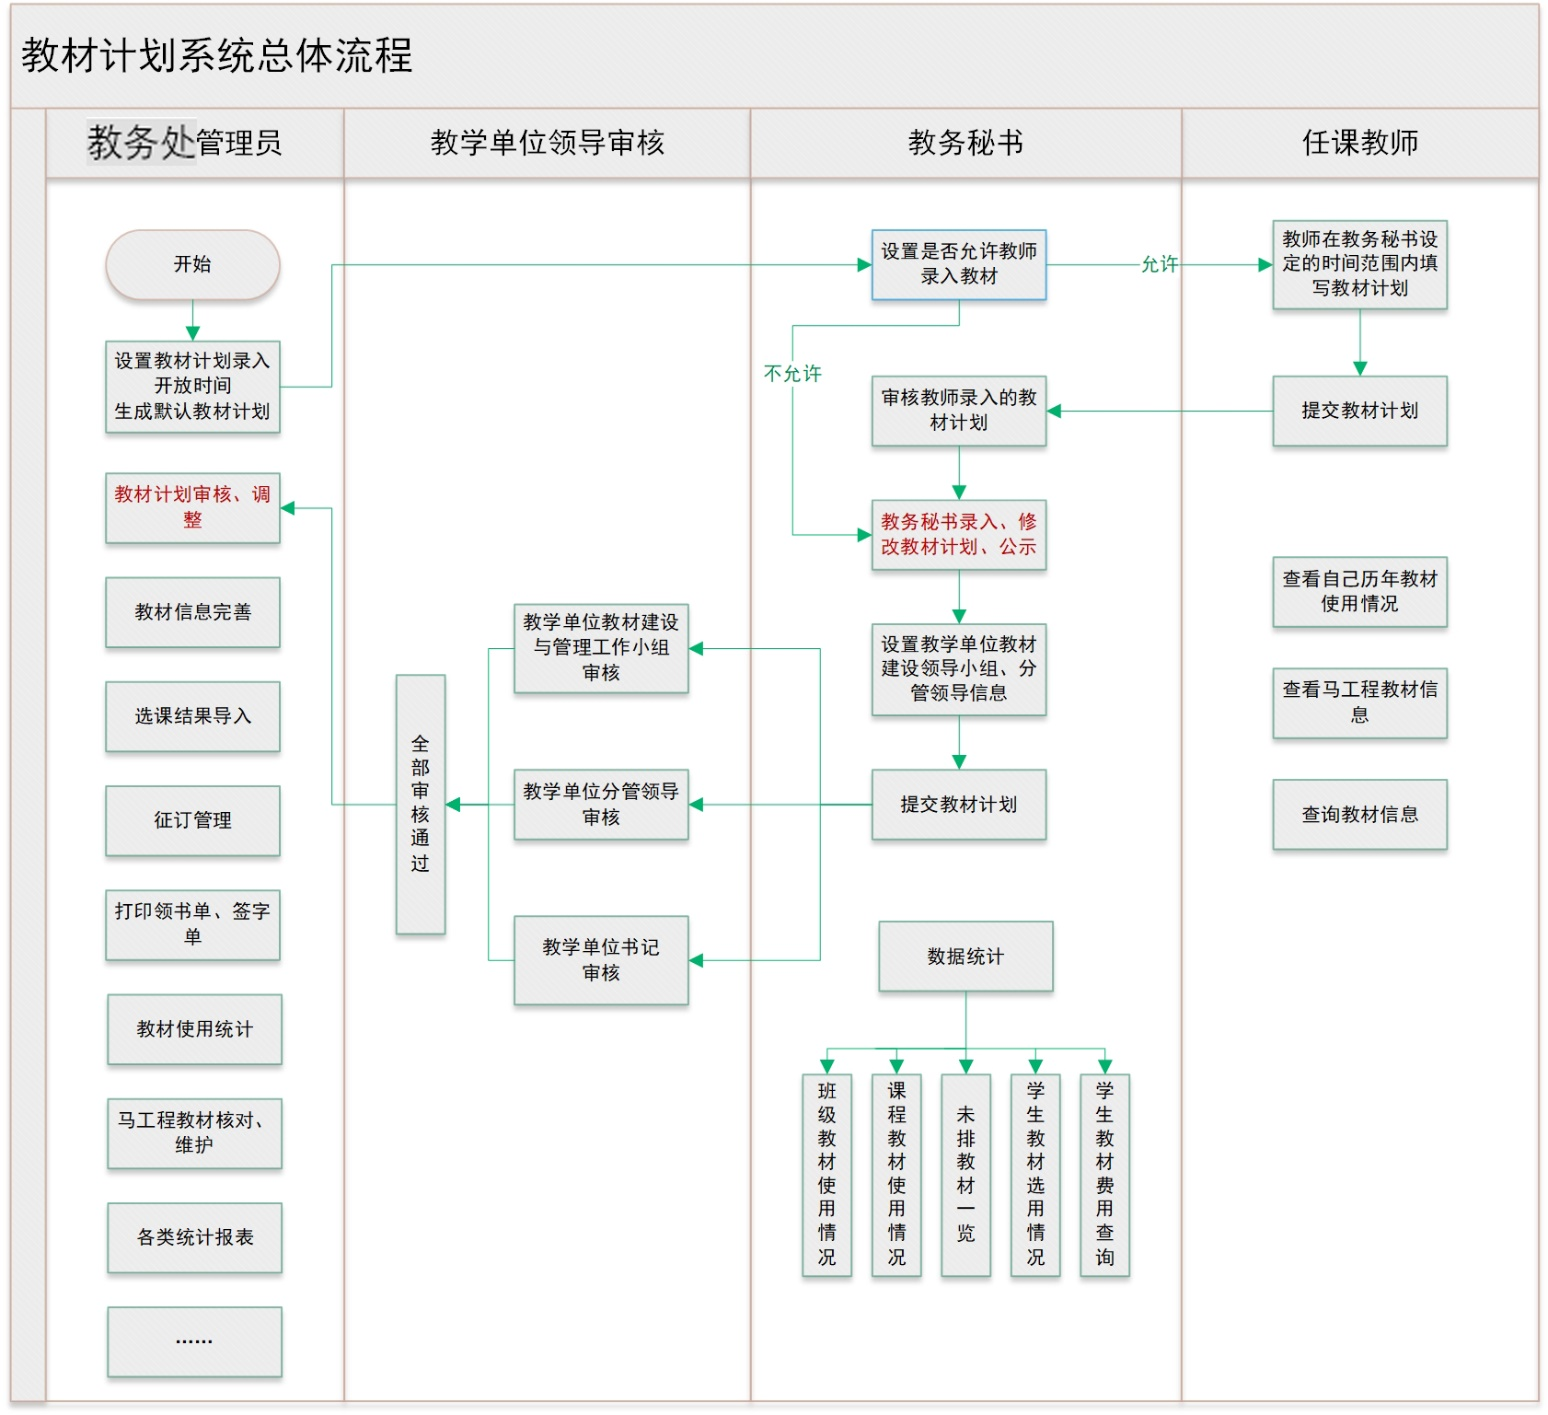 教材计划系统总体流程
教务处管理员
教学单位领导审核
教务秘书
任课教师
开始
设置教材计划录入
开放时间
生成默认教材计划
教材计划审核、调
整
教材信息完善
选课结果导入
征订管理
打印领书单、签字
单
教材使用统计
马工程教材核对、
维护
各类统计报表
……
全部审核通过
教学单位教材建设
与管理工作小组
审核
教学单位分管领导
审核
教学单位书记
审核
设置是否允许教师
录入教材
允许
不允许
审核教师录入的教
材计划
教务秘书录入、修
改教材计划、公示
设置教学单位教材
建设领导小组、分
管领导信息
提交教材计划
数据统计
班级教材使用情况
课程教材使用情况
未排教材一览
学生教材选用情况
学生教材费用查询
教师在教务秘书设
定的时间范围内填
写教材计划
提交教材计划
查看自己历年教材
使用情况
查看马工程教材信
息
查询教材信息